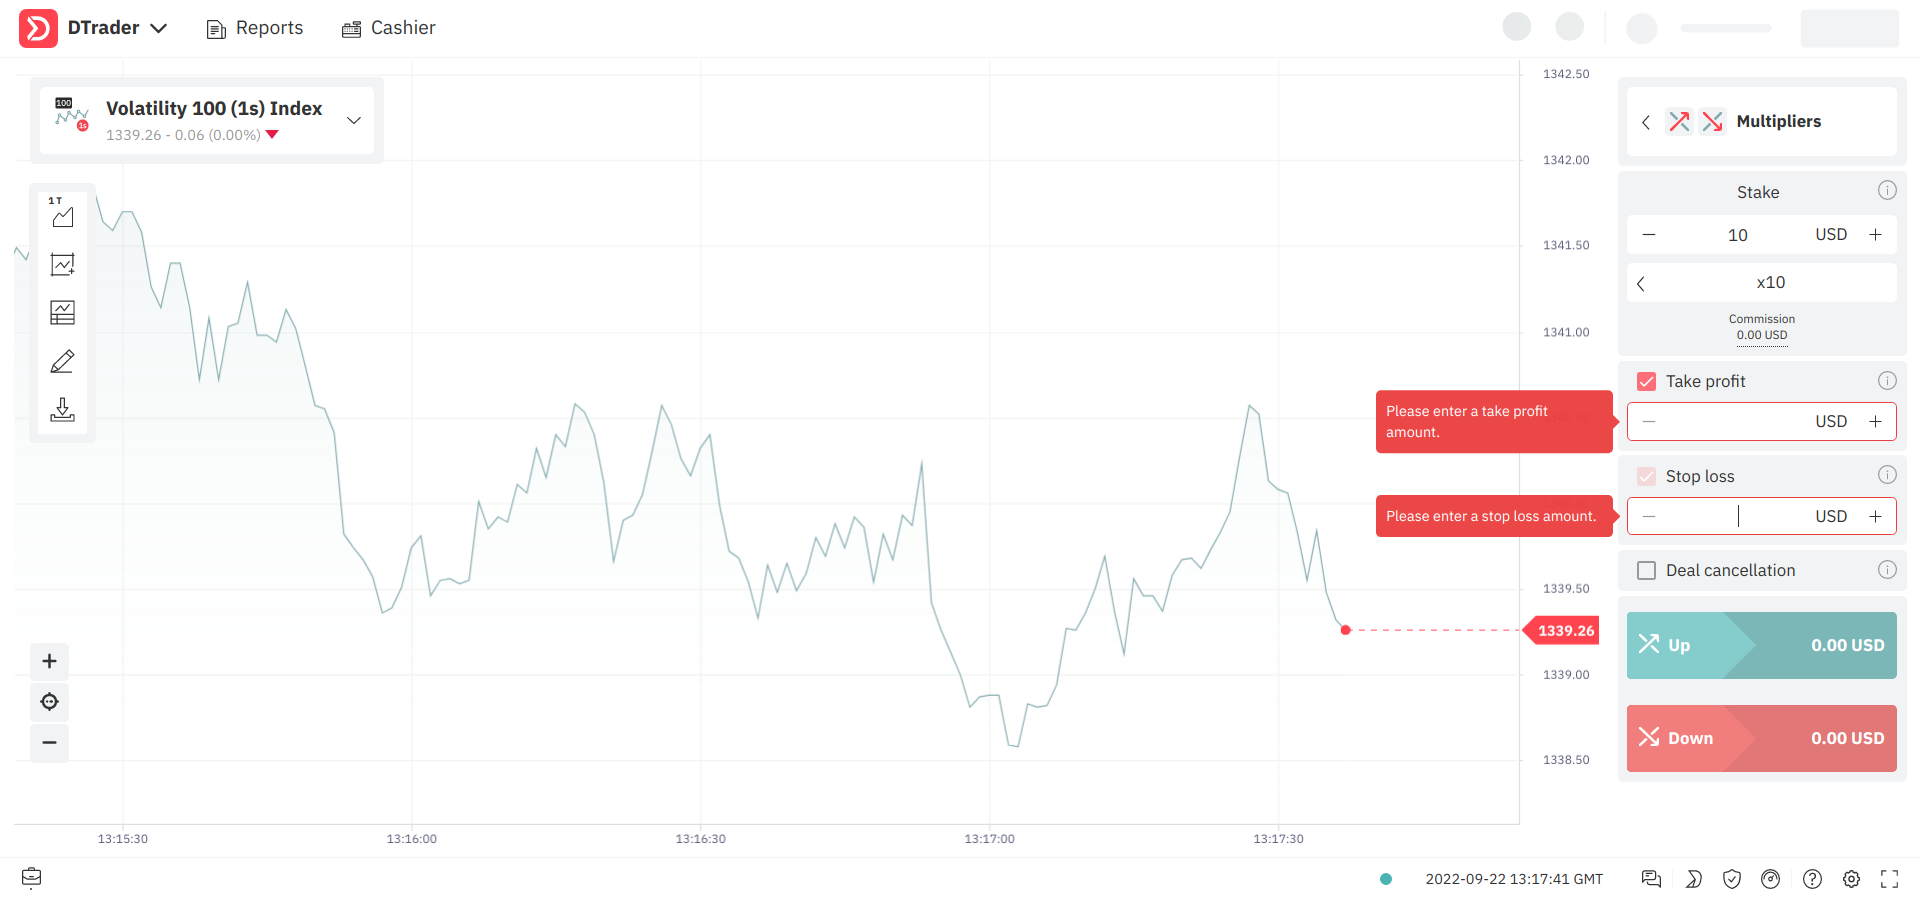 DTrader
Reports
Cashier
100
1s
Volatility 100 (1s) Index
1339.26 - 0.06 (0.00%)
1 T
1342.50
1342.00
1341.50
1341.00
1339.50
1339.26
1339.00
1338.50
13:15:30
13:16:00
13:16:30
13:17:00
13:17:30
Multipliers
Stake
10 USD
x10
Commission
0.00 USD
Take profit
USD
Please enter a take profit
amount.
Stop loss
USD
Please enter a stop loss amount.
Deal cancellation
Up 0.00 USD
Down 0.00 USD
2022-09-22 13:17:41 GMT